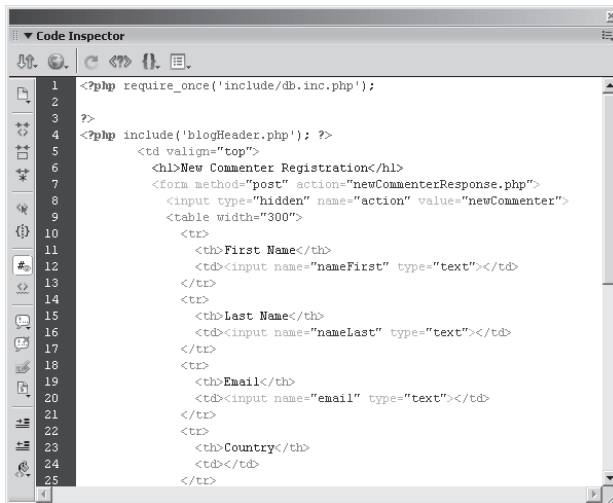 Code Inspector
1 <?php require_once('include/db.inc.php');
2
3 ?>
4 <?php include('blogHeader.php'); ?>
5 <td valign="top">
6 <h1>New Commenter Registration</h1>
7 <form method="post" action="newCommenterResponse.php">
8 <input type="hidden" name="action" value="newCommenter">
9 <table width="300">
10 <tr>
11 <th>First Name</th>
12 <td><input name="nameFirst" type="text"></td>
13 </tr>
14 <tr>
15 <th>Last Name</th>
16 <td><input name="nameLast" type="text"></td>
17 </tr>
18 <tr>
19 <th>Email</th>
20 <td><input name="email" type="text"></td>
21 </tr>
22 <tr>
23 <th>Country</th>
24 <td></td>
25 </tr>